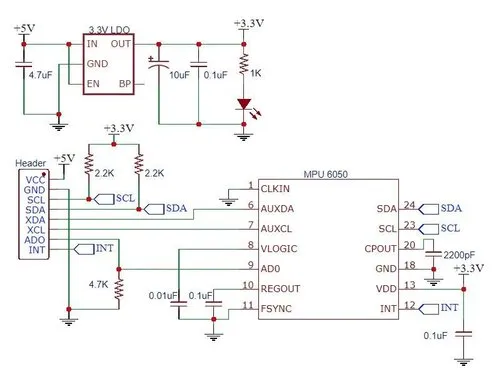 +5V
3.3V LDO
+3.3V
IN OUT
GND
EN BP
4.7uF
10uF
0.1uF
1K
+3.3V
Header
+5V
2.2K
2.2K
VCC
GND
SCL
SDA
XDA
XCL
ADO
INT
SCL
SDA
INT
4.7K
MPU 6050
1 CLKIN
6 AUXDA
7 AUXCL
8 VLOGIC
9 AD0
10 REGOUT
11 FSYNC
SDA 24 SDA
SCL 23 SCL
CPOUT 20
GND 18
VDD 13
INT 12 INT
2200pF
+3.3V
0.01uF
0.1uF
0.1uF